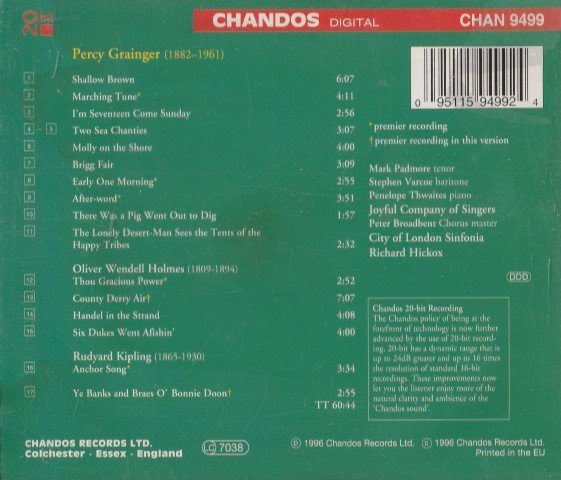 20 bit
CHANDOS DIGITAL CHAN 9499
Percy Grainger (1882–1961)
1 Shallow Brown 6:07
2 Marching Tune* 4:11
3 I'm Seventeen Come Sunday 2:56
4 - 5 Two Sea Chanties 3:07
6 Molly on the Shore 4:00
7 Brigg Fair 3:09
8 Early One Morning* 2:55
9 After-word* 3:51
10 There Was a Pig Went Out to Dig 1:57
11 The Lonely Desert-Man Sees the Tents of the
Happy Tribes 2:32
Oliver Wendell Holmes (1809-1894)
12 Thou Gracious Power* 2:52
13 County Derry Air† 7:07
14 Handel in the Strand 4:08
15 Six Dukes Went Afishin' 4:00
Rudyard Kipling (1865-1930)
16 Anchor Song* 3:34
17 Ye Banks and Braes O' Bonnie Doon† 2:55
TT 60:44
0 95115 94992 4
*premier recording
†premier recording in this version
Mark Padmore tenor
Stephen Varcoe baritone
Penelope Thwaites piano
Joyful Company of Singers
Peter Broadbent Chorus master
City of London Sinfonia
Richard Hickox
DDD
Chandos 20-bit Recording
The Chandos policy of being at the
forefront of technology is now further
advanced by the use of 20-bit record-
ing. 20-bit has a dynamic range that is
up to 24dB greater and up to 16 times
the resolution of standard 16-bit
recordings. These improvements now
let you the listener enjoy more of the
natural clarity and ambience of the
'Chandos sound'.
CHANDOS RECORDS LTD.
Colchester · Essex · England
LC 7038
℗ 1996 Chandos Records Ltd. © 1996 Chandos Records Ltd.
Printed in the EU